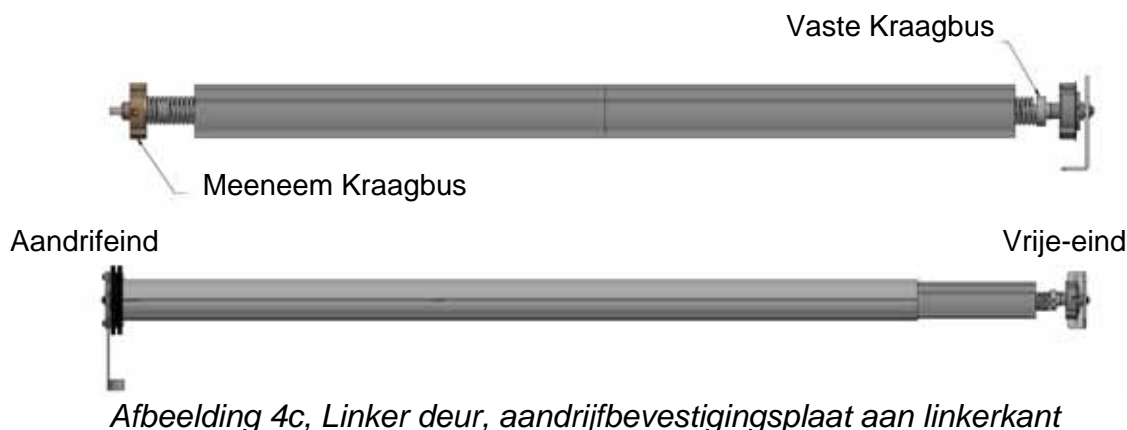 Vaste Kraagbus
Meeneem Kraagbus
Aandrifeind
Vrije-eind
Afbeelding 4c, Linker deur, aandrijfbevestigingsplaat aan linkerkant